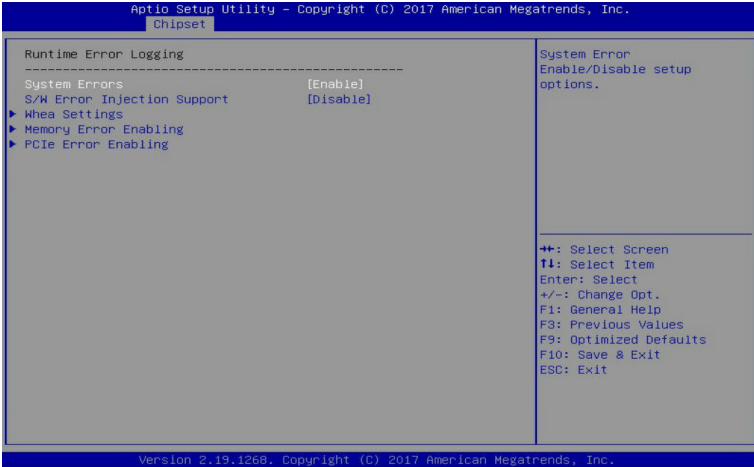 Aptio Setup Utility – Copyright (C) 2017 American Megatrends, Inc.
Chipset
Runtime Error Logging
--------------------------------------------------
System Errors [Enable]
S/W Error Injection Support [Disable]
▶ Whea Settings
▶ Memory Error Enabling
▶ PCIe Error Enabling
System Error
Enable/Disable setup
options.
→←: Select Screen
↑↓: Select Item
Enter: Select
+/-: Change Opt.
F1: General Help
F3: Previous Values
F9: Optimized Defaults
F10: Save & Exit
ESC: Exit
Version 2.19.1268. Copyright (C) 2017 American Megatrends, Inc.